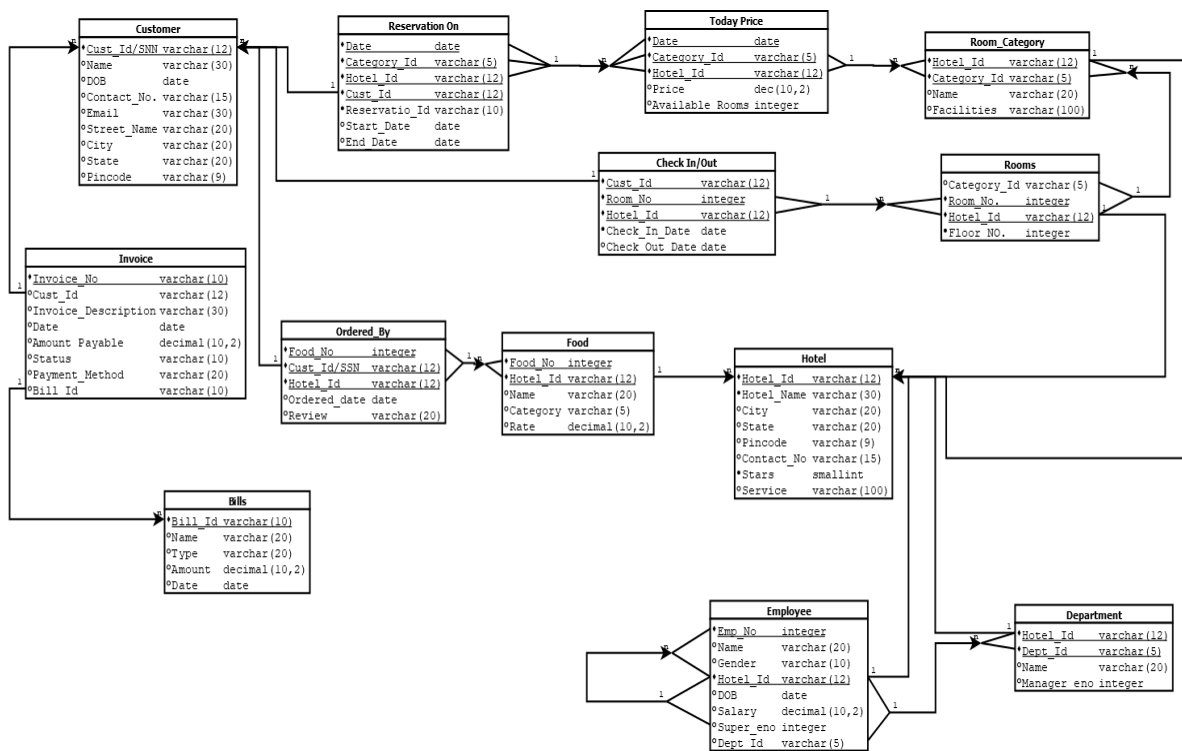 Customer
Cust_Id/SNN varchar(12)
Name varchar(30)
DOB date
Contact_No. varchar(15)
Email varchar(30)
Street_Name varchar(20)
City varchar(20)
State varchar(20)
Pincode varchar(9)
Reservation On
Date date
Category_Id varchar(5)
Hotel_Id varchar(12)
Cust_Id varchar(12)
Reservatio_Id varchar(10)
Start_Date date
End_Date date
Today Price
Date date
Category_Id varchar(5)
Hotel_Id varchar(12)
Price dec(10,2)
Available Rooms integer
Room_Category
Hotel_Id varchar(12)
Category_Id varchar(5)
Name varchar(20)
Facilities varchar(100)
Check In/Out
Cust_Id varchar(12)
Room_No integer
Hotel_Id varchar(12)
Check_In_Date date
Check Out Date date
Rooms
Category_Id varchar(5)
Room_No. integer
Hotel_Id varchar(12)
Floor NO. integer
Invoice
Invoice_No varchar(10)
Cust_Id varchar(12)
Invoice_Description varchar(30)
Date date
Amount Payable decimal(10,2)
Status varchar(10)
Payment_Method varchar(20)
Bill Id varchar(10)
Ordered_By
Food_No integer
Cust_Id/SSN varchar(12)
Hotel_Id varchar(12)
Ordered_date date
Review varchar(20)
Food
Food_No integer
Hotel_Id varchar(12)
Name varchar(20)
Category varchar(5)
Rate decimal(10,2)
Hotel
Hotel_Id varchar(12)
Hotel_Name varchar(30)
City varchar(20)
State varchar(20)
Pincode varchar(9)
Contact_No varchar(15)
Stars smallint
Service varchar(100)
Bills
Bill_Id varchar(10)
Name varchar(20)
Type varchar(20)
Amount decimal(10,2)
Date date
Employee
Emp_No integer
Name varchar(20)
Gender varchar(10)
Hotel_Id varchar(12)
DOB date
Salary decimal(10,2)
Super_eno integer
Dept Id varchar(5)
Department
Hotel_Id varchar(12)
Dept_Id varchar(5)
Name varchar(20)
Manager eno integer